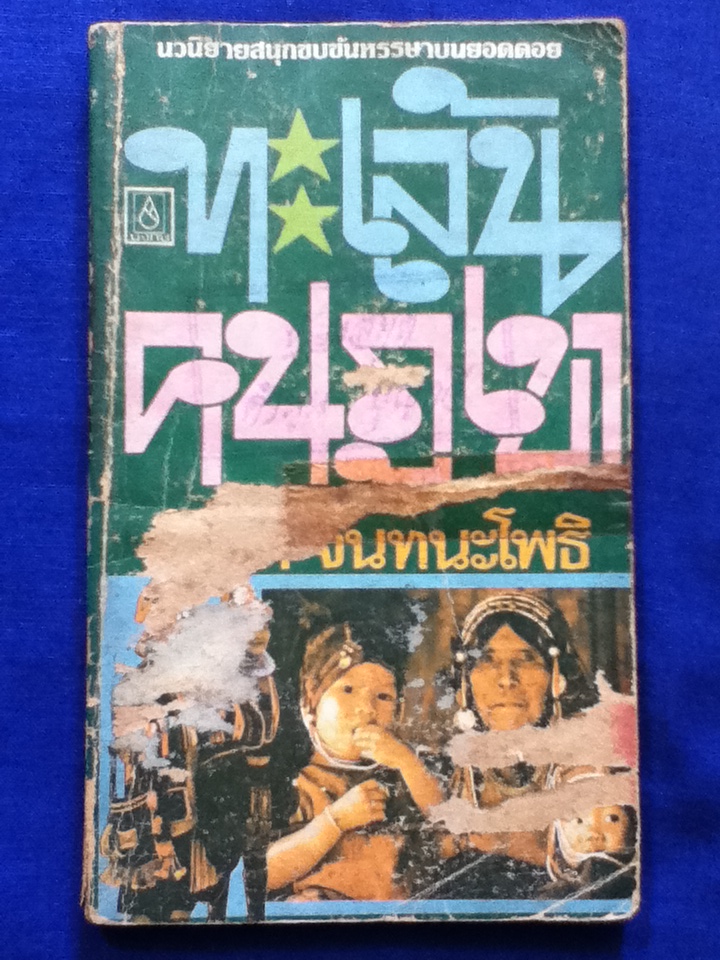 นวนิยายสนุกขบขันหรรษาบนยอดดอย
ทะเล้น
คนภูเขา
จันทนะโพธิ